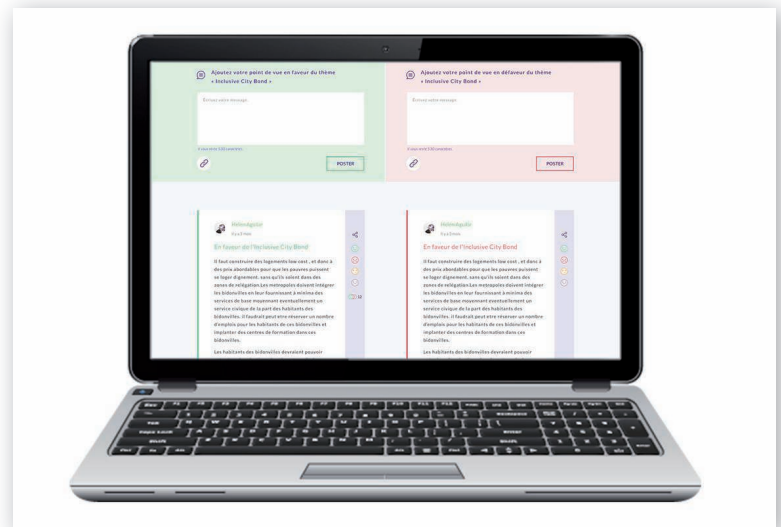 Ajoutez votre point de vue en faveur du thème
« Inclusive City Bond »
Ecrivez votre message
POSTER
Ajoutez votre point de vue en défaveur du thème
« Inclusive City Bond »
Ecrivez votre message
POSTER
En faveur de l'Inclusive City Bond
Il faut construire des logements low cost, et donc à
des prix abordables pour que les pauvres puissent
se loger dignement, sans qu'ils soient dans des
zones de relégation. Les métropoles doivent intégrer
les bidonvilles en leur fournissant à minima des
services de base moyennant éventuellement un
service civique de la part des habitants des
bidonvilles. il faudrait peut etre réserver un nombre
d'emplois pour les habitants de ces bidonvilles et
implanter des centres de formation dans ces
bidonvilles.
Les habitants des bidonvilles devraient pouvoir
En faveur de l'Inclusive City Bond
Il faut construire des logements low cost, et donc à
des prix abordables pour que les pauvres puissent
se loger dignement, sans qu'ils soient dans des
zones de relégation. Les métropoles doivent intégrer
les bidonvilles en leur fournissant à minima des
services de base moyennant éventuellement un
service civique de la part des habitants des
bidonvilles. il faudrait peut etre réserver un nombre
d'emplois pour les habitants de ces bidonvilles et
implanter des centres de formation dans ces
bidonvilles.
Les habitants des bidonvilles devraient pouvoir